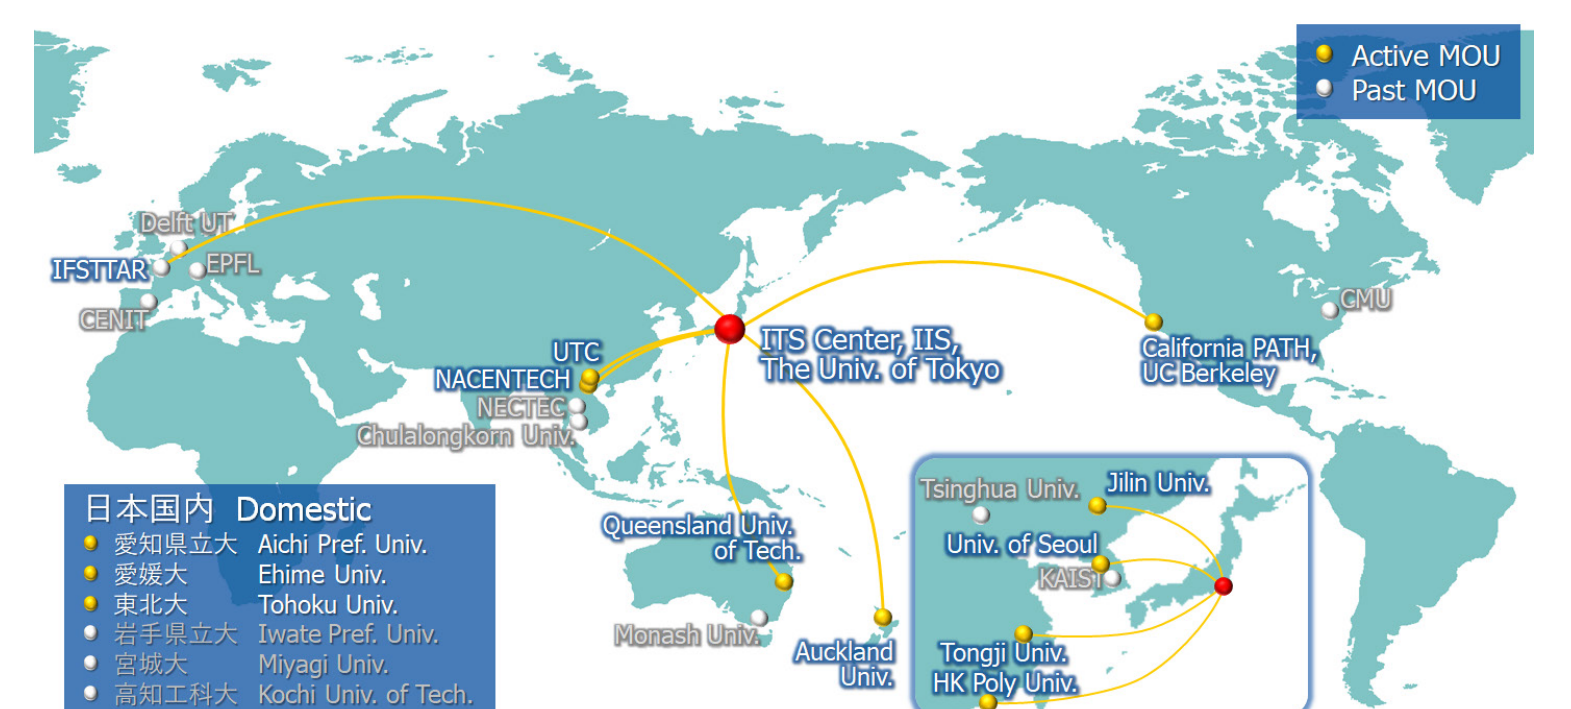 Active MOU
Past MOU
Delft UT
IFSTTAR
EPFL
CENIT
CMU
UTC
NACENTECH
NECTEC
Chulalongkorn Univ.
ITS Center, IIS,
The Univ. of Tokyo
California PATH,
UC Berkeley
Queensland Univ.
of Tech.
Monash Univ.
Auckland
Univ.
Tsinghua Univ.
Jilin Univ.
Univ. of Seoul
KAIST
Tongji Univ.
HK Poly Univ.
日本国内 Domestic
愛知県立大 Aichi Pref. Univ.
愛媛大 Ehime Univ.
東北大 Tohoku Univ.
岩手県立大 Iwate Pref. Univ.
宮城大 Miyagi Univ.
高知工科大 Kochi Univ. of Tech.